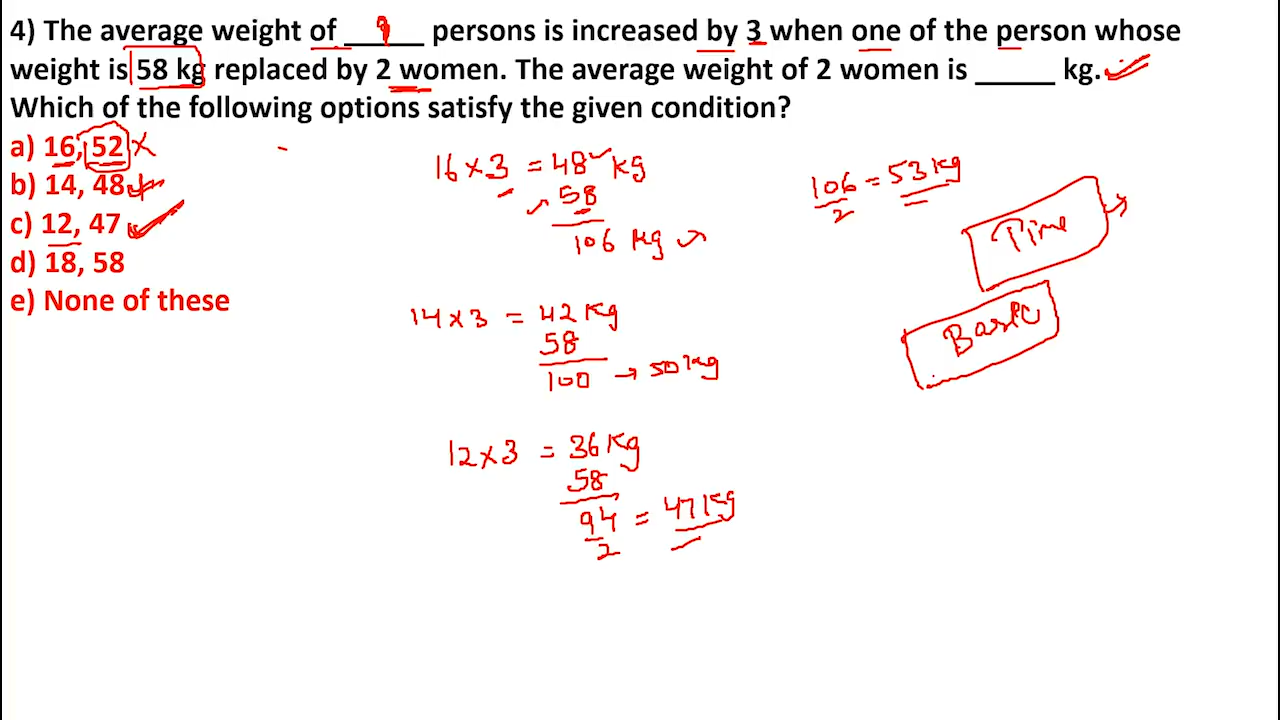 4) The average weight of _____ persons is increased by 3 when one of the person whose
weight is 58 kg replaced by 2 women. The average weight of 2 women is _____ kg.
Which of the following options satisfy the given condition?
a) 16, 52
b) 14, 48
c) 12, 47
d) 18, 58
e) None of these
16 × 3 = 48 kg
58
106 kg
106 = 53 kg
2
Time
Basic
14 × 3 = 42 kg
58
100 → 50 kg
12 × 3 = 36 kg
58
94 = 47 kg
2